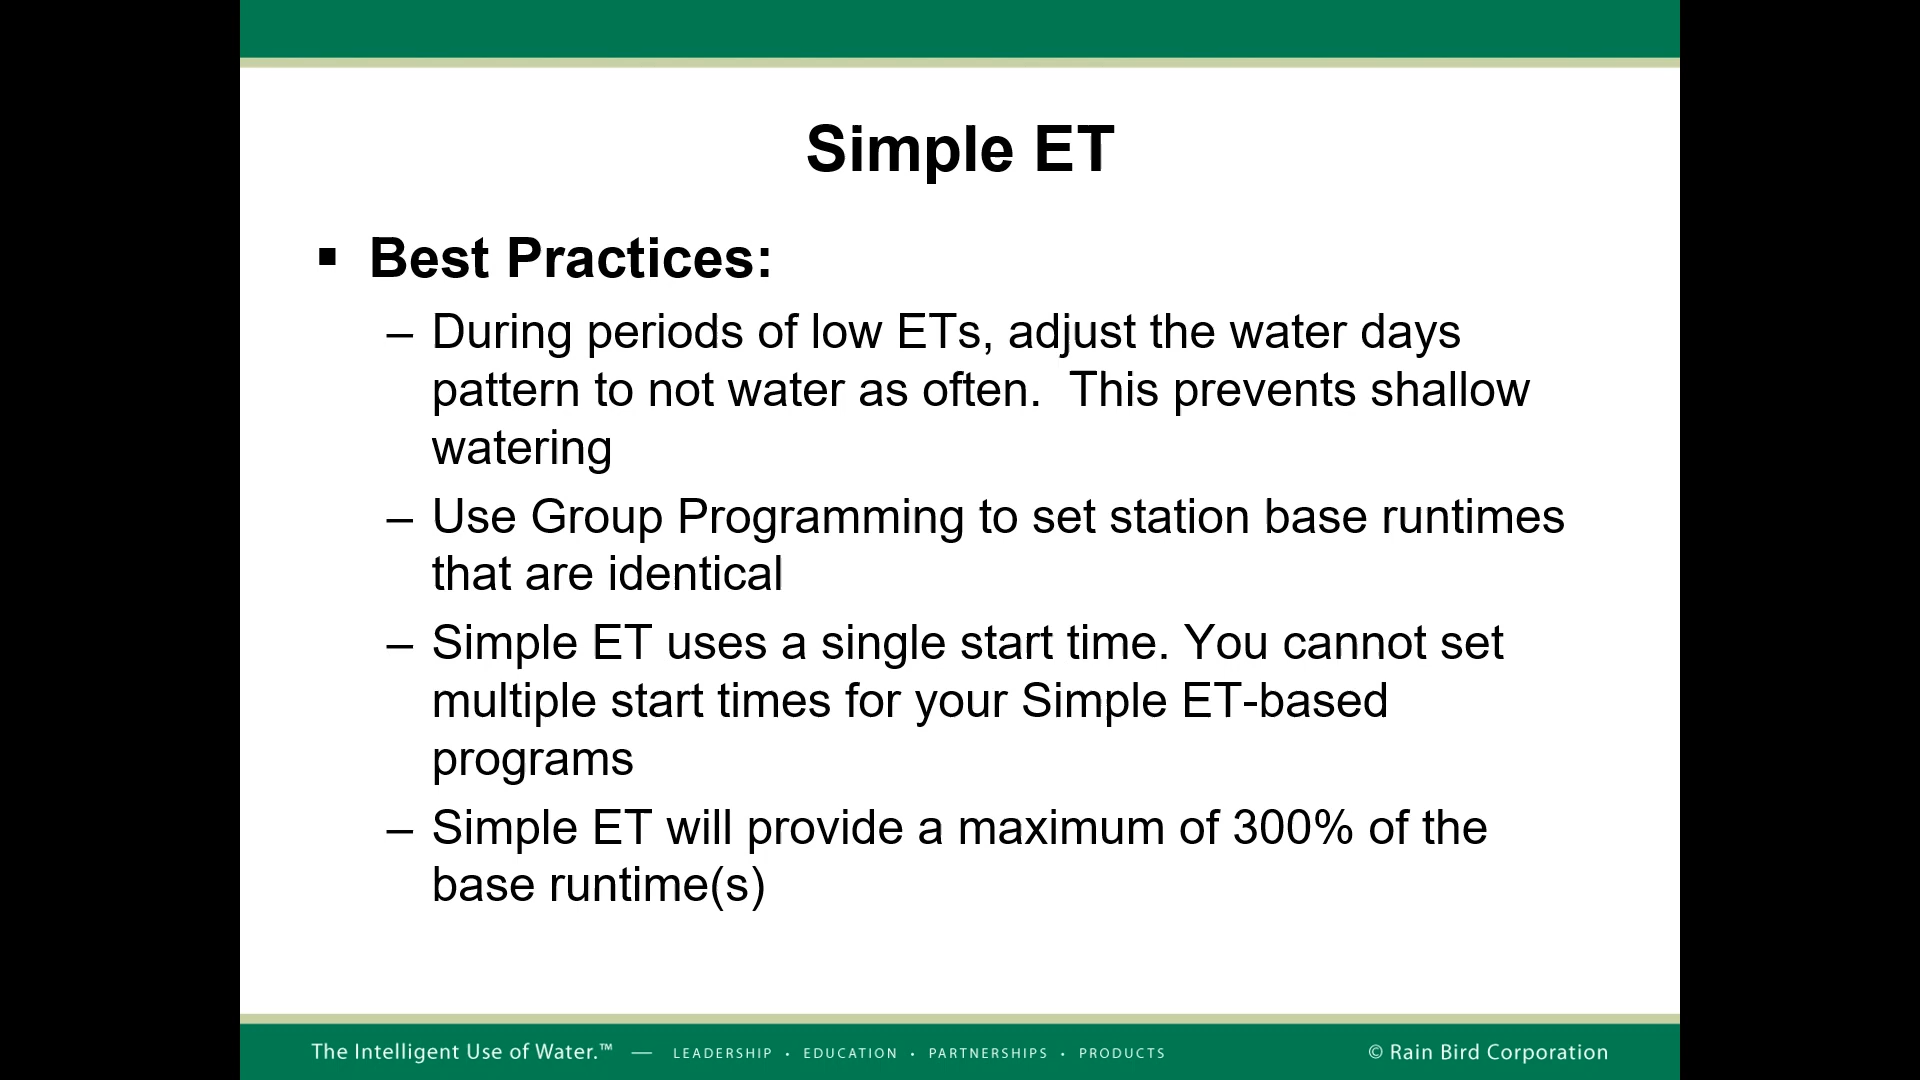 Simple ET
▪ Best Practices:
– During periods of low ETs, adjust the water days
pattern to not water as often.  This prevents shallow
watering
– Use Group Programming to set station base runtimes
that are identical
– Simple ET uses a single start time. You cannot set
multiple start times for your Simple ET-based
programs
– Simple ET will provide a maximum of 300% of the
base runtime(s)
The Intelligent Use of Water.™ — LEADERSHIP • EDUCATION • PARTNERSHIPS • PRODUCTS © Rain Bird Corporation